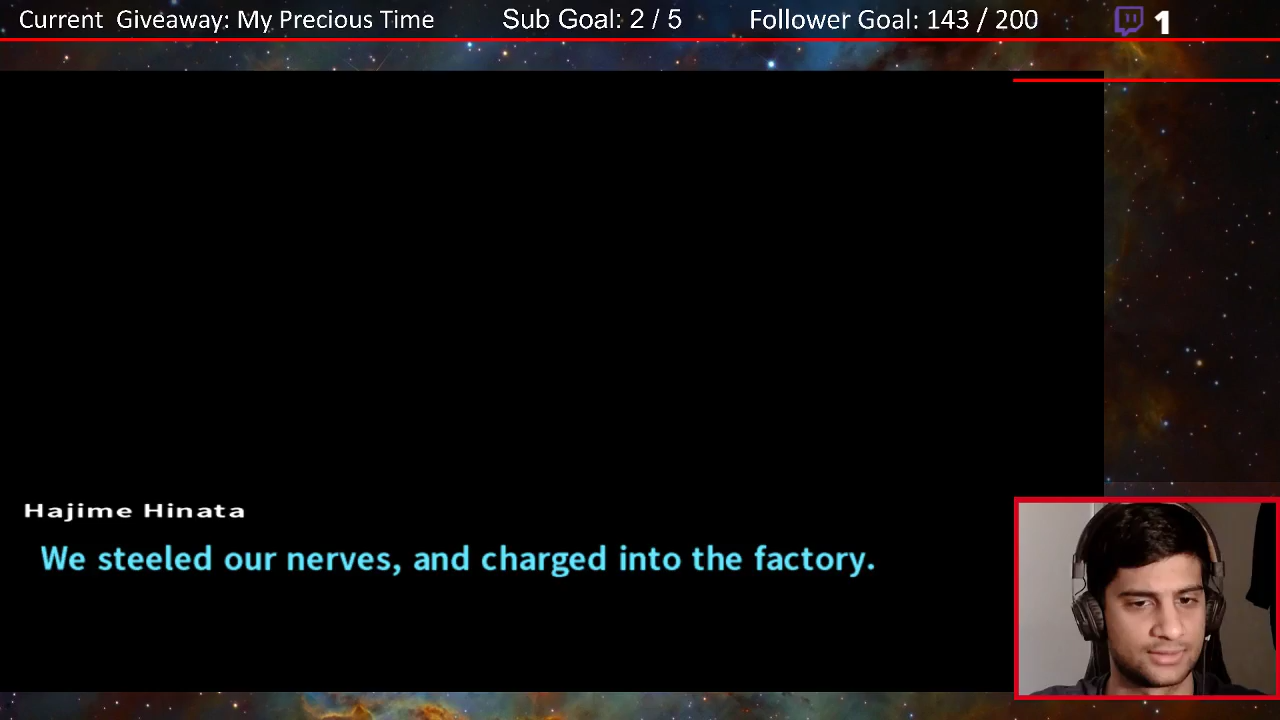 Current Giveaway: My Precious Time
Sub Goal: 2 / 5
Follower Goal: 143 / 200
1
Hajime Hinata
We steeled our nerves, and charged into the factory.